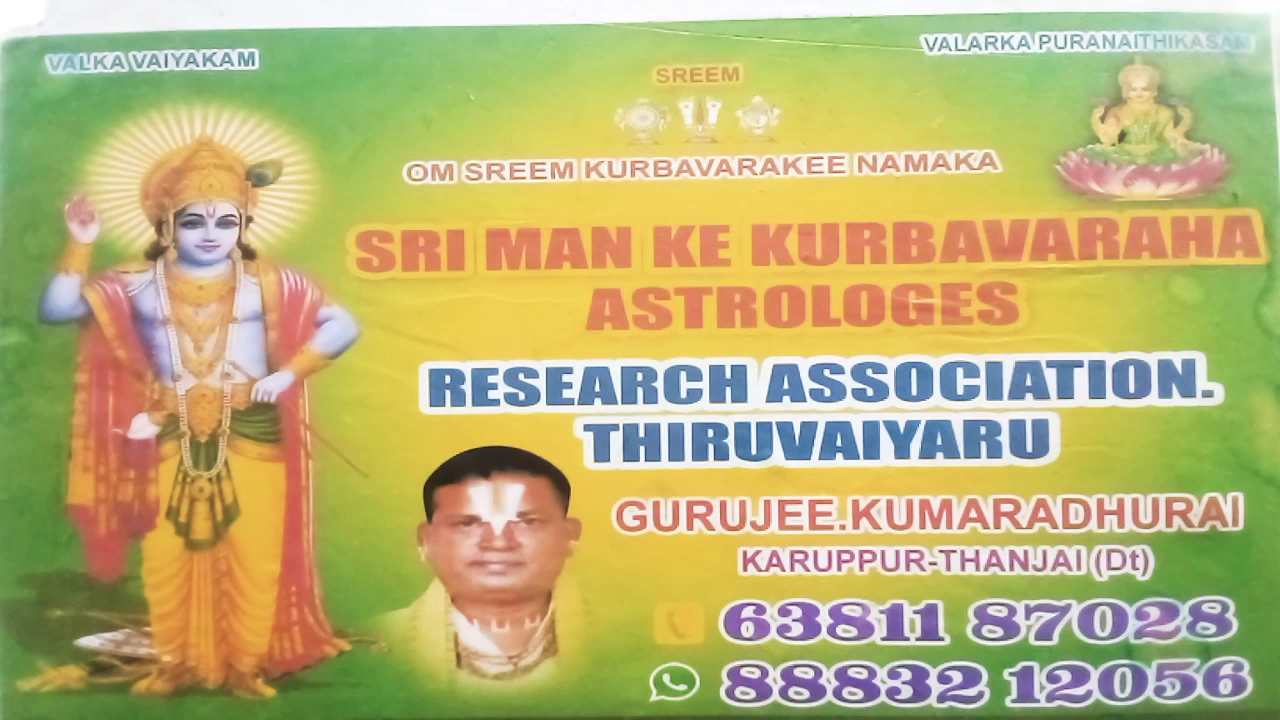 VALKA VAIYAKAM
VALARKA PURANAITHIKASAM
SREEM
OM SREEM KURBAVARAKEE NAMAKA
SRI MAN KE KURBAVARAHA
ASTROLOGES
RESEARCH ASSOCIATION.
THIRUVAIYARU
GURUJEE.KUMARADHURAI
KARUPPUR-THANJAI (Dt)
63811 87028
88832 12056